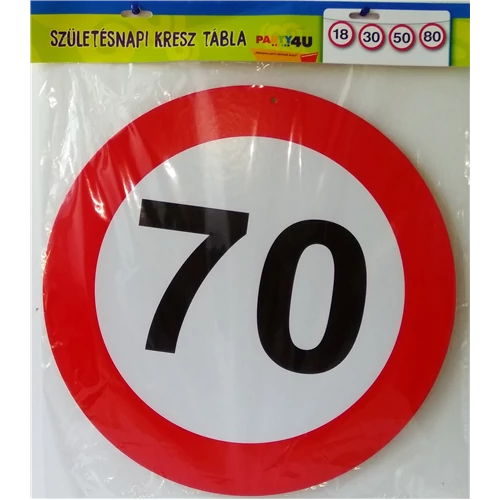 SZÜLETÉSNAPI KRESZ TÁBLA
PARTY4U
18 30 50 80
70